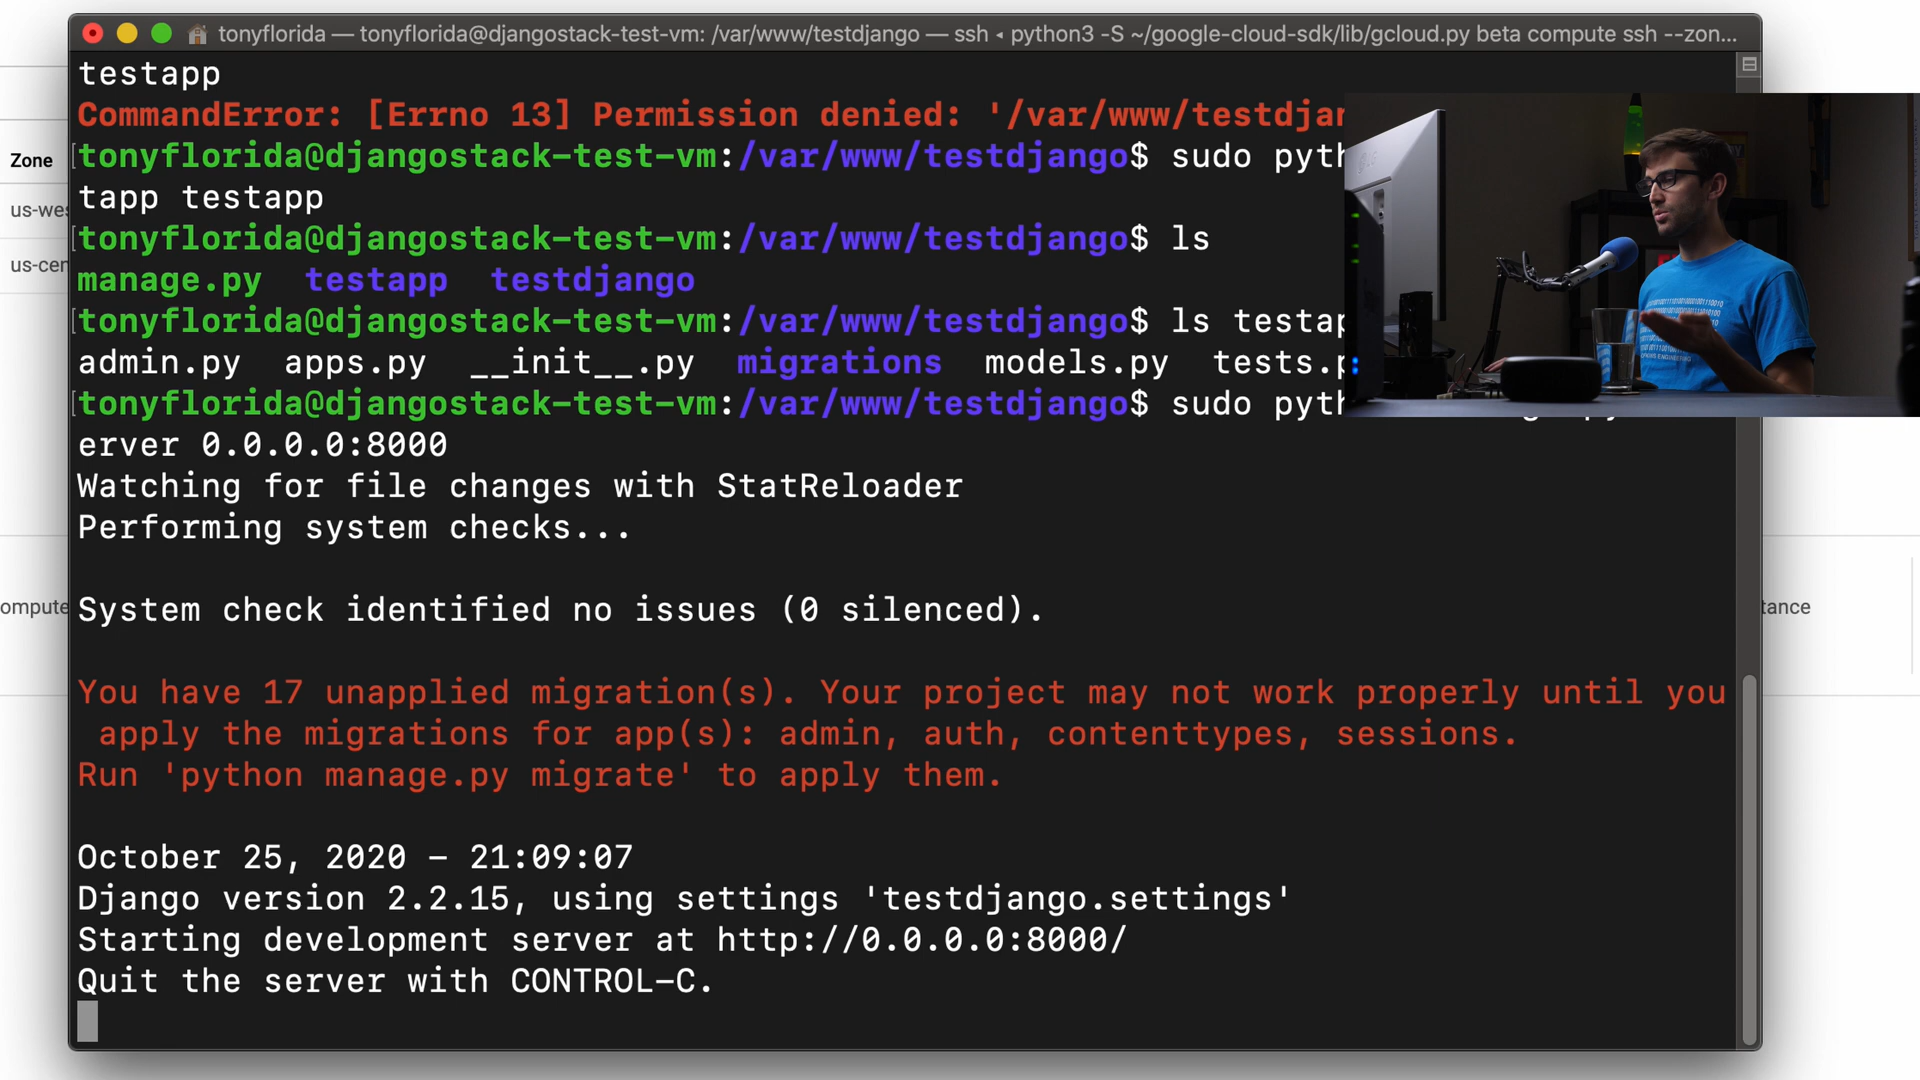 tonyflorida — tonyflorida@djangostack-test-vm: /var/www/testdjango — ssh ◂ python3 -S ~/google-cloud-sdk/lib/gcloud.py beta compute ssh --zon...
testapp
CommandError: [Errno 13] Permission denied: '/var/www/testdjan
tonyflorida@djangostack-test-vm:/var/www/testdjango$ sudo pyth
tapp testapp
tonyflorida@djangostack-test-vm:/var/www/testdjango$ ls
manage.py testapp testdjango
tonyflorida@djangostack-test-vm:/var/www/testdjango$ ls testap
admin.py apps.py __init__.py migrations models.py tests.p
tonyflorida@djangostack-test-vm:/var/www/testdjango$ sudo pyth
erver 0.0.0.0:8000
Watching for file changes with StatReloader
Performing system checks...
System check identified no issues (0 silenced).
You have 17 unapplied migration(s). Your project may not work properly until you
apply the migrations for app(s): admin, auth, contenttypes, sessions.
Run 'python manage.py migrate' to apply them.
October 25, 2020 - 21:09:07
Django version 2.2.15, using settings 'testdjango.settings'
Starting development server at http://0.0.0.0:8000/
Quit the server with CONTROL-C.
Zone
us-wes
us-cen
ompute
tance